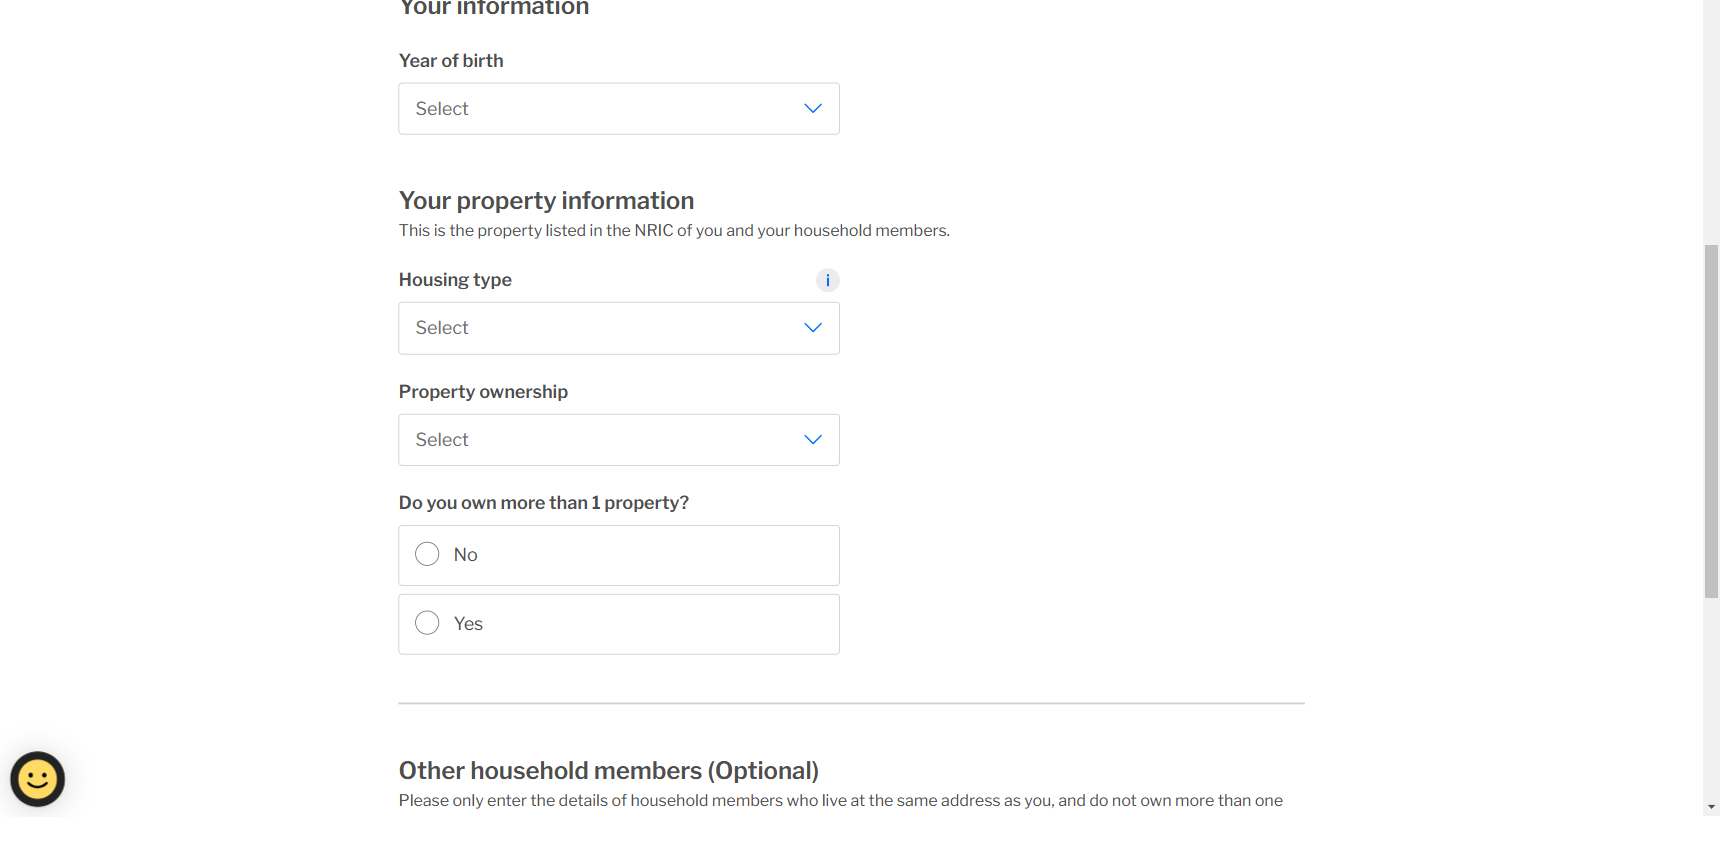 Your information
Year of birth
Select
Your property information
This is the property listed in the NRIC of you and your household members.
Housing type
i
Select
Property ownership
Select
Do you own more than 1 property?
No
Yes
Other household members (Optional)
Please only enter the details of household members who live at the same address as you, and do not own more than one